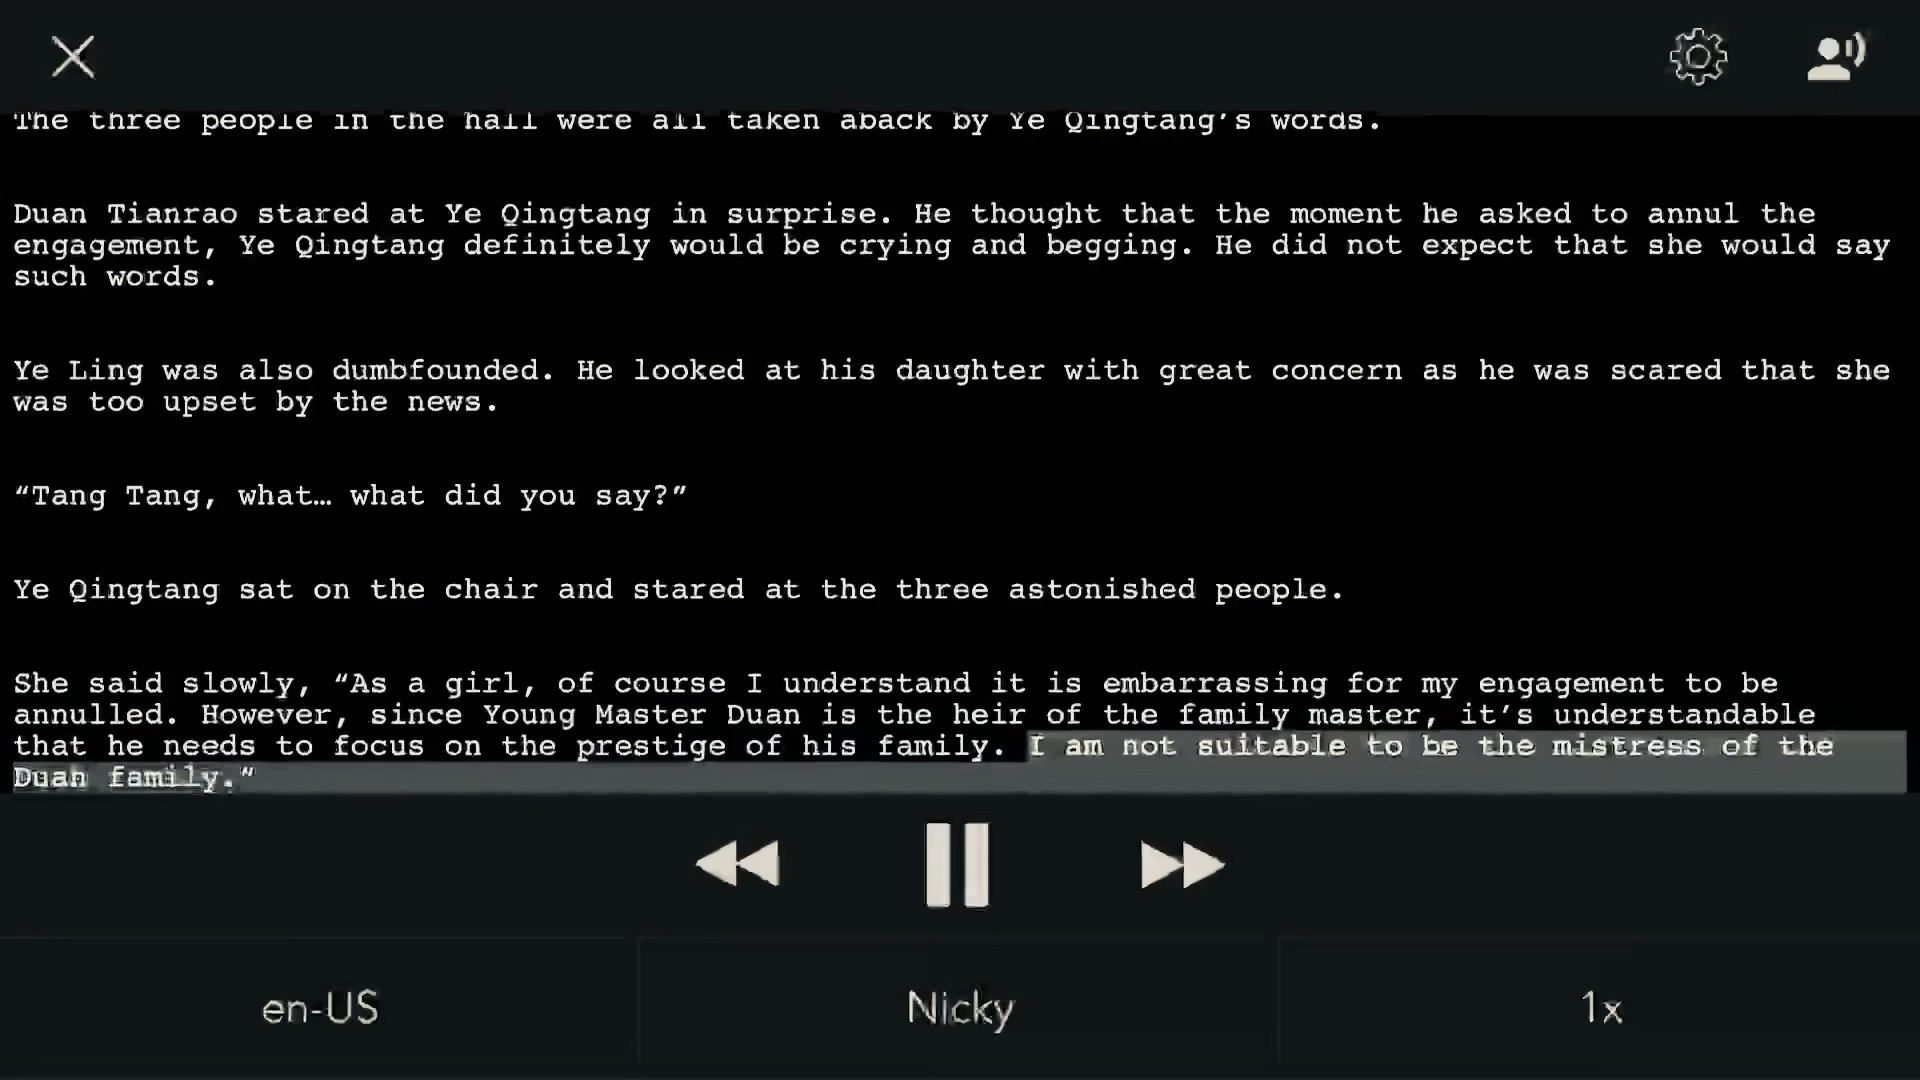 The three people in the hall were all taken aback by Ye Qingtang’s words.
Duan Tianrao stared at Ye Qingtang in surprise. He thought that the moment he asked to annul the
engagement, Ye Qingtang definitely would be crying and begging. He did not expect that she would say
such words.
Ye Ling was also dumbfounded. He looked at his daughter with great concern as he was scared that she
was too upset by the news.
“Tang Tang, what… what did you say?”
Ye Qingtang sat on the chair and stared at the three astonished people.
She said slowly, “As a girl, of course I understand it is embarrassing for my engagement to be
annulled. However, since Young Master Duan is the heir of the family master, it’s understandable
that he needs to focus on the prestige of his family. I am not suitable to be the mistress of the
Duan family.”
en-US
Nicky
1x